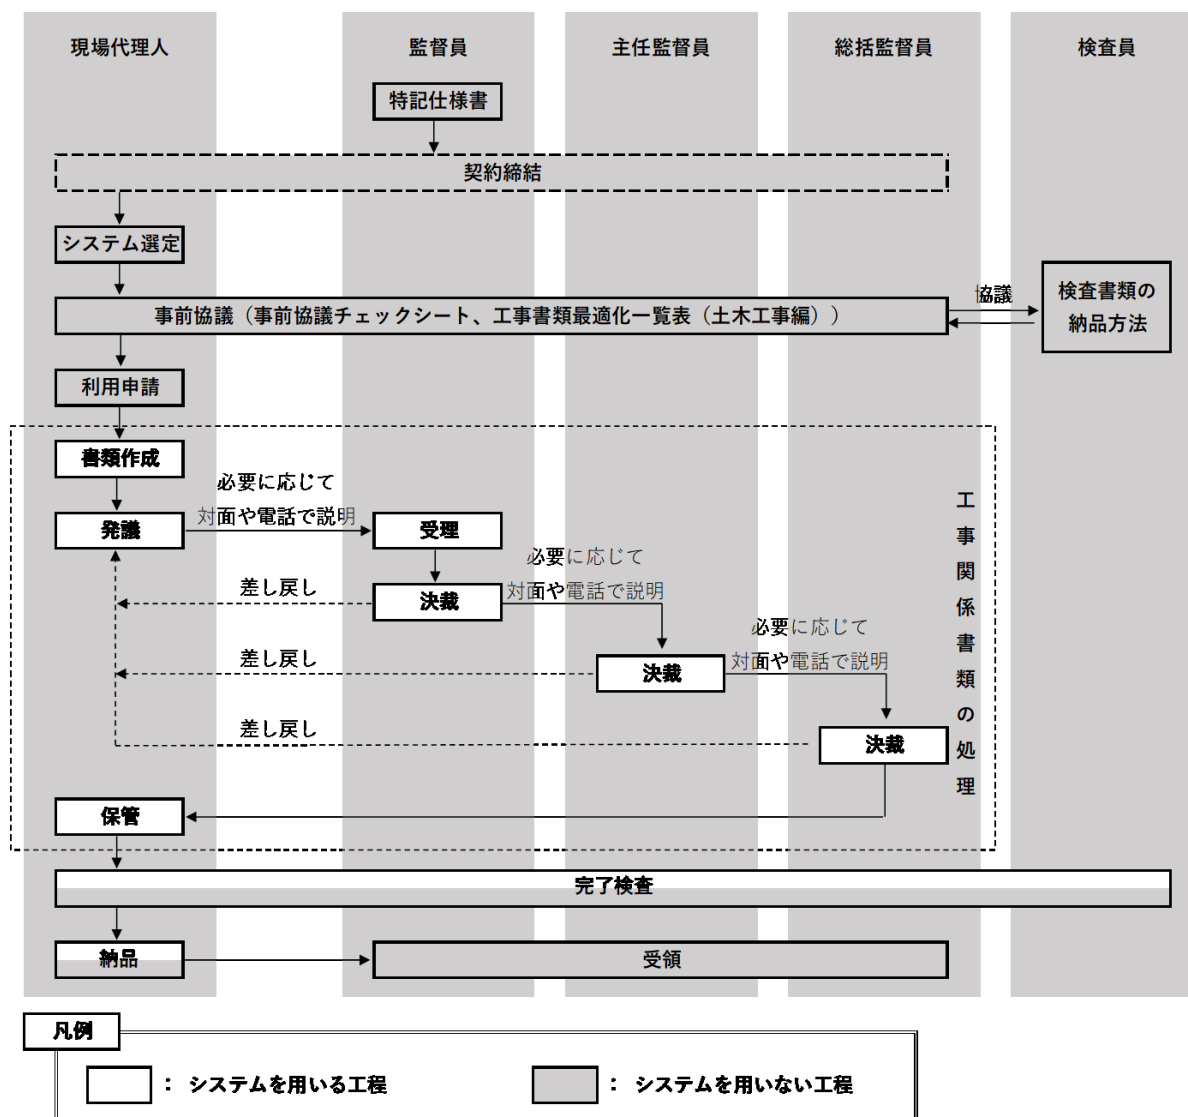 現場代理人
監督員
主任監督員
総括監督員
検査員
特記仕様書
契約締結
システム選定
事前協議（事前協議チェックシート、工事書類最適化一覧表（土木工事編））
協議
検査書類の
納品方法
利用申請
書類作成
発議
必要に応じて
対面や電話で説明
受理
決裁
差し戻し
必要に応じて
対面や電話で説明
決裁
差し戻し
必要に応じて
対面や電話で説明
決裁
差し戻し
工事関係書類の処理
保管
完了検査
納品
受領
凡例
： システムを用いる工程
： システムを用いない工程